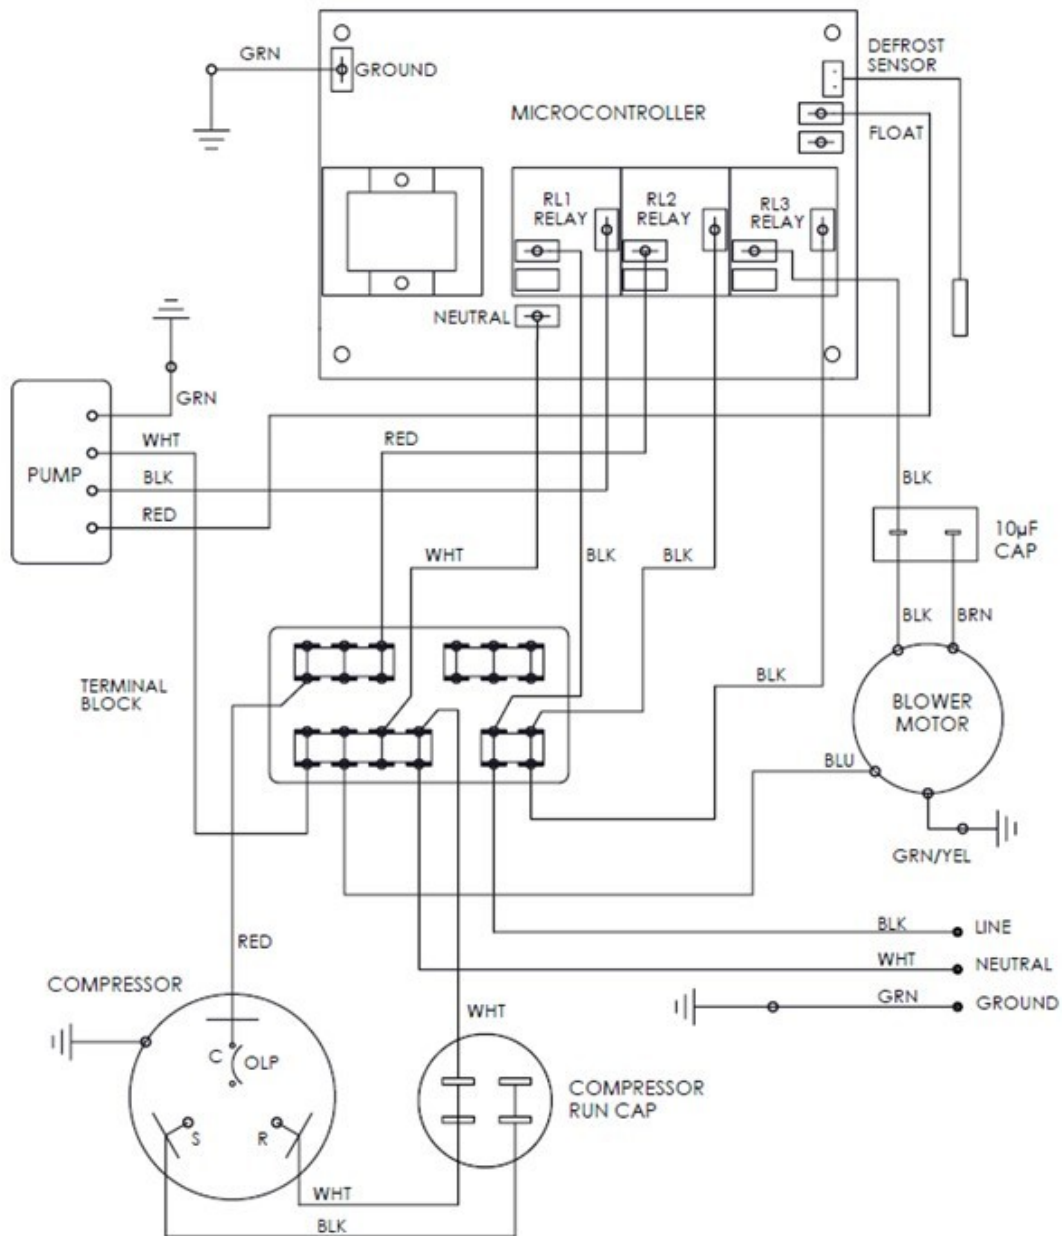 GRN
GROUND
DEFROST
SENSOR
MICROCONTROLLER
FLOAT
RL1
RELAY
RL2
RELAY
RL3
RELAY
NEUTRAL
GRN
WHT
RED
PUMP
BLK
BLK
RED
10µF
CAP
WHT
BLK
BLK
BLK
BRN
TERMINAL
BLOCK
BLK
BLOWER
MOTOR
BLU
GRN/YEL
BLK
LINE
RED
WHT
NEUTRAL
COMPRESSOR
GRN
GROUND
WHT
C
OLP
COMPRESSOR
RUN CAP
S
R
WHT
BLK